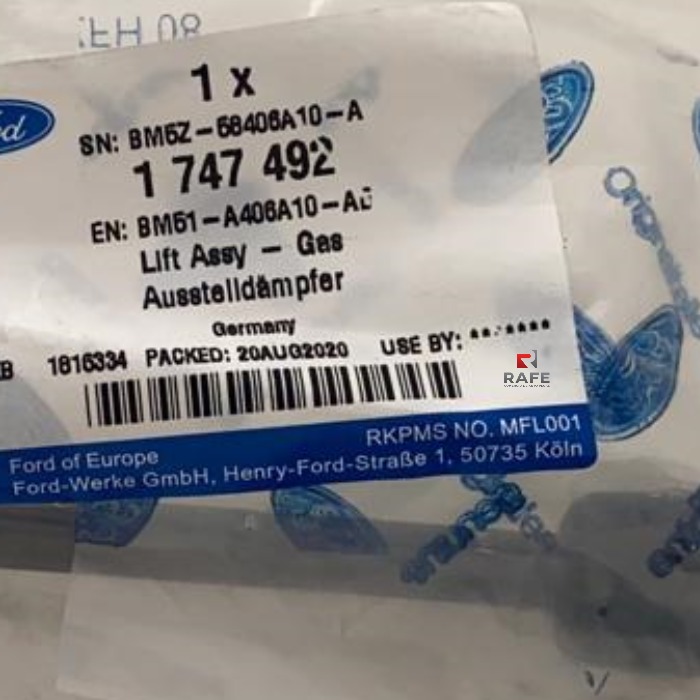 1 x
SN: BM5Z-58406A10-A
1 747 492
EN: BM51-A406A10-AD
Lift Assy - Gas
Ausstelldämpfer
Germany
1816334 PACKED: 20AUG2020 USE BY: **-****
RAFE
RKPMS NO. MFL001
Ford of Europe
Ford-Werke GmbH, Henry-Ford-Straße 1, 50735 Köln